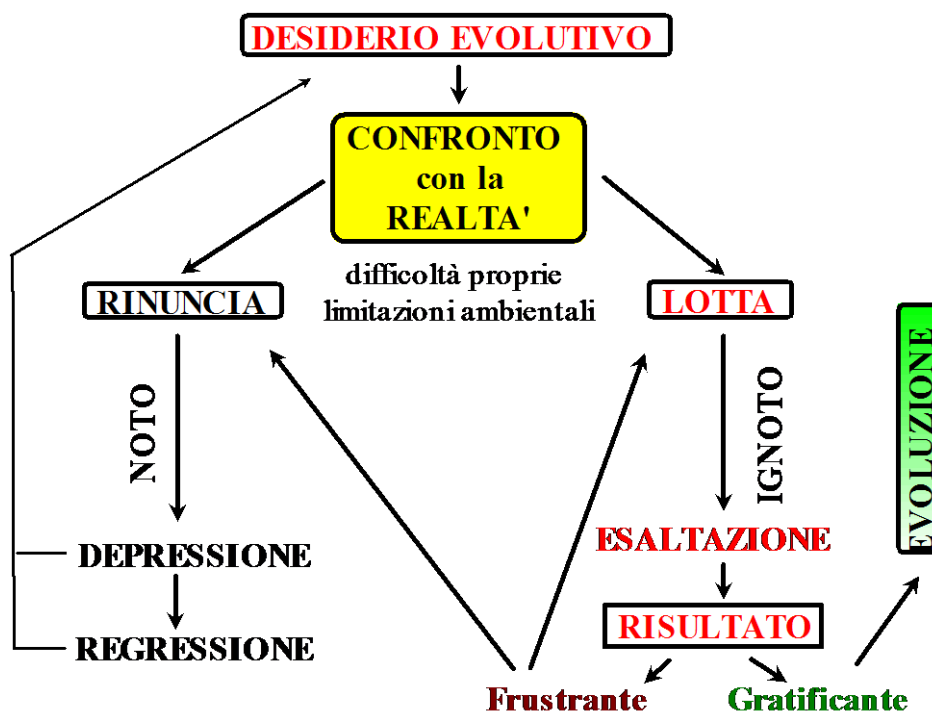 DESIDERIO EVOLUTIVO
CONFRONTO
con la
REALTA'
difficoltà proprie
limitazioni ambientali
RINUNCIA
LOTTA
NOTO
IGNOTO
EVOLUZIONE
DEPRESSIONE
ESALTAZIONE
REGRESSIONE
RISULTATO
Frustrante
Gratificante